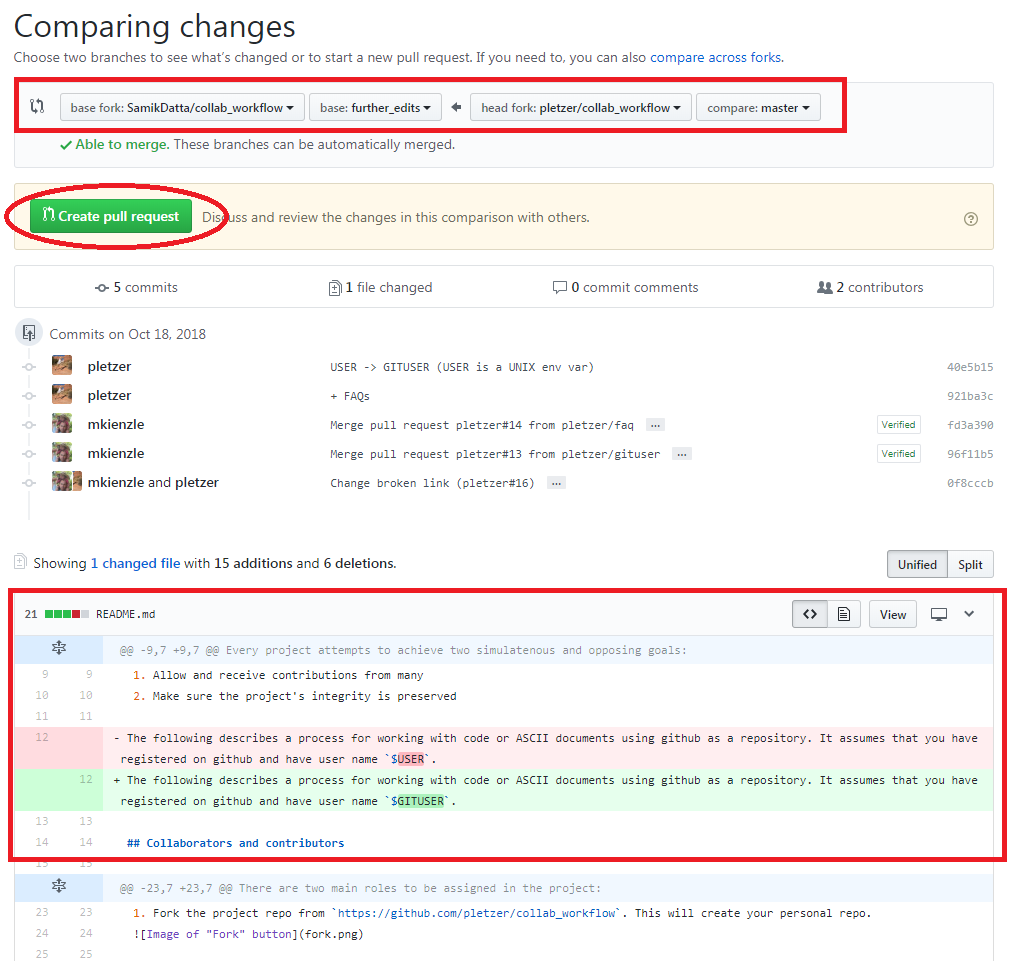 Comparing changes
Choose two branches to see what's changed or to start a new pull request. If you need to, you can also compare across forks.
base fork: SamikDatta/collab_workflow base: further_edits head fork: pletzer/collab_workflow compare: master
Able to merge. These branches can be automatically merged.
Create pull request Discuss and review the changes in this comparison with others.
5 commits 1 file changed 0 commit comments 2 contributors
Commits on Oct 18, 2018
pletzer USER -> GITUSER (USER is a UNIX env var) 40e5b15
pletzer + FAQs 921ba3c
mkienzle Merge pull request pletzer#14 from pletzer/faq ... Verified fd3a390
mkienzle Merge pull request pletzer#13 from pletzer/gituser ... Verified 96f11b5
mkienzle and pletzer Change broken link (pletzer#16) ... 0f8cccb
Showing 1 changed file with 15 additions and 6 deletions. Unified Split
21 README.md <> View
@@ -9,7 +9,7 @@ Every project attempts to achieve two simulatenous and opposing goals:
9 9 1. Allow and receive contributions from many
10 10 2. Make sure the project's integrity is preserved
11 11
12 - The following describes a process for working with code or ASCII documents using github as a repository. It assumes that you have
registered on github and have user name `$USER`.
12 + The following describes a process for working with code or ASCII documents using github as a repository. It assumes that you have
registered on github and have user name `$GITUSER`.
13 13
14 14 ## Collaborators and contributors
15 15
@@ -23,7 +23,7 @@ There are two main roles to be assigned in the project:
23 23 1. Fork the project repo from `https://github.com/pletzer/collab_workflow`. This will create your personal repo.
24 24 ![Image of "Fork" button](fork.png)
25 25